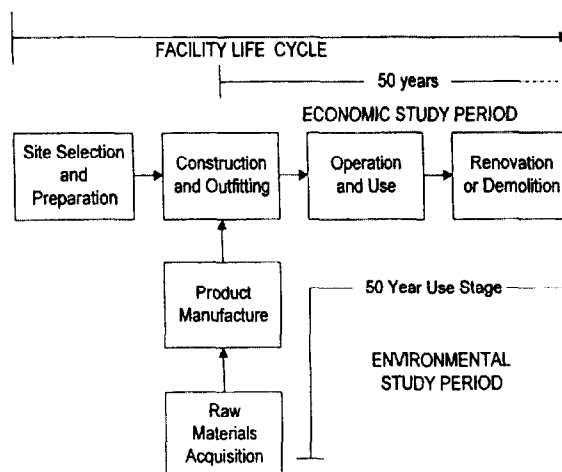 FACILITY LIFE CYCLE
50 years
ECONOMIC STUDY PERIOD
Site Selection
and
Preparation
Construction
and Outfitting
Operation
and Use
Renovation
or Demolition
Product
Manufacture
50 Year Use Stage
ENVIRONMENTAL
STUDY PERIOD
Raw
Materials
Acquisition